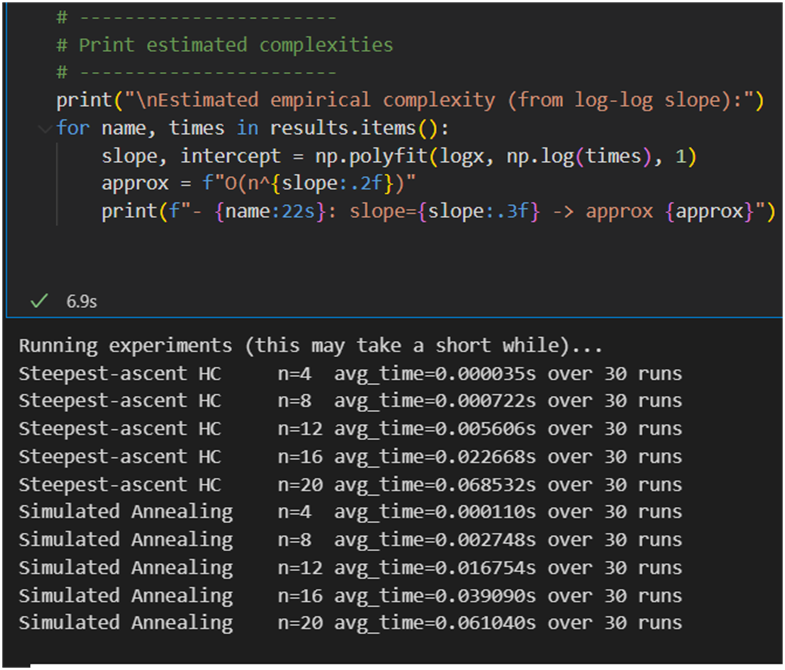 # -----------------------
# Print estimated complexities
# -----------------------
print("\nEstimated empirical complexity (from log-log slope):")
for name, times in results.items():
    slope, intercept = np.polyfit(logx, np.log(times), 1)
    approx = f"O(n^{slope:.2f})"
    print(f"- {name:22s}: slope={slope:.3f} -> approx {approx}")
6.9s
Running experiments (this may take a short while)...
Steepest-ascent HC     n=4  avg_time=0.000035s over 30 runs
Steepest-ascent HC     n=8  avg_time=0.000722s over 30 runs
Steepest-ascent HC     n=12 avg_time=0.005606s over 30 runs
Steepest-ascent HC     n=16 avg_time=0.022668s over 30 runs
Steepest-ascent HC     n=20 avg_time=0.068532s over 30 runs
Simulated Annealing    n=4  avg_time=0.000110s over 30 runs
Simulated Annealing    n=8  avg_time=0.002748s over 30 runs
Simulated Annealing    n=12 avg_time=0.016754s over 30 runs
Simulated Annealing    n=16 avg_time=0.039090s over 30 runs
Simulated Annealing    n=20 avg_time=0.061040s over 30 runs